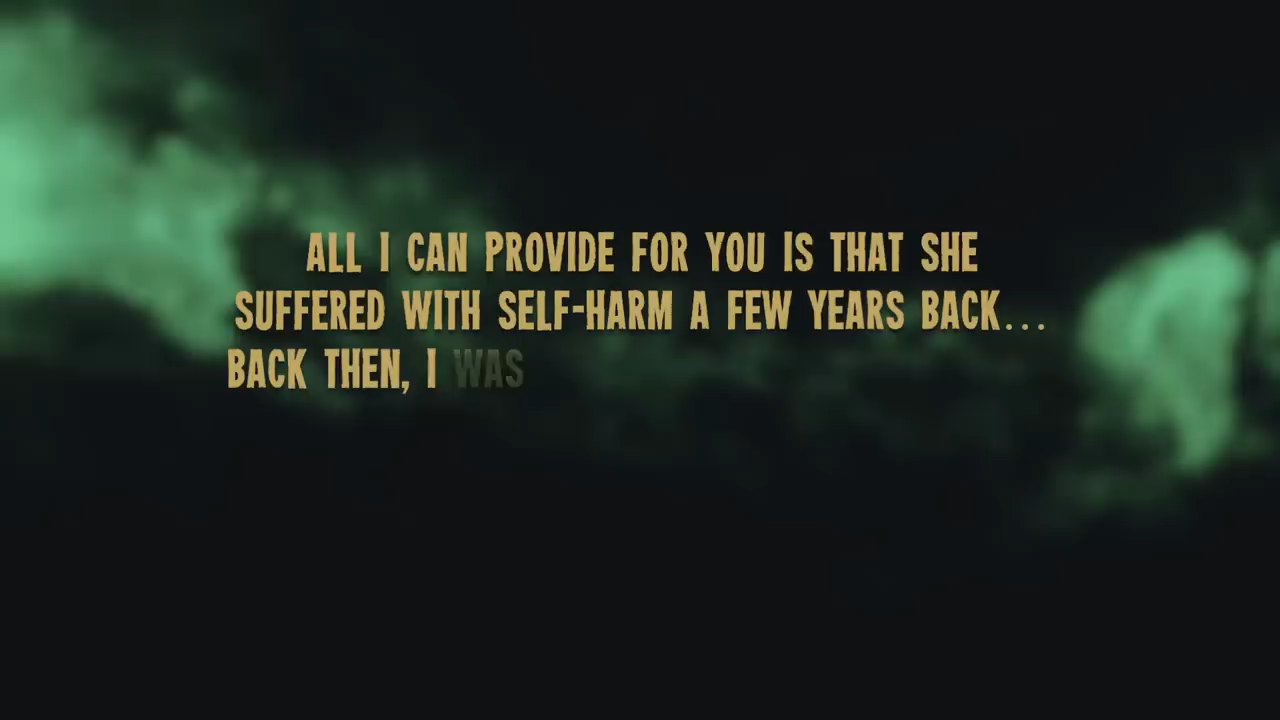 ALL I CAN PROVIDE FOR YOU IS THAT SHE
SUFFERED WITH SELF-HARM A FEW YEARS BACK...
BACK THEN, I WAS